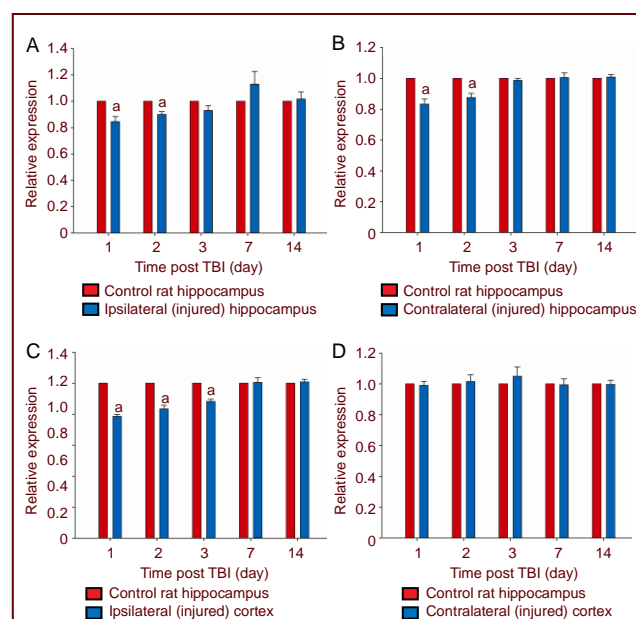 A
1.4
1.2
1.0
0.8
0.6
0.4
0.2
0
Relative expression
a
a
1 2 3 7 14
Time post TBI (day)
Control rat hippocampus
Ipsilateral (injured) hippocampus
B
1.2
1.0
0.8
0.6
0.4
0.2
0
Relative expression
a
a
1 2 3 7 14
Time post TBI (day)
Control rat hippocampus
Contralateral (injured) hippocampus
C
1.4
1.2
1.0
0.8
0.4
0.2
0
Relative expression
a
a
a
1 2 3 7 14
Time post TBI (day)
Control rat hippocampus
Ipsilateral (injured) cortex
D
1.2
1.0
0.8
0.6
0.4
0.2
0
Relative expression
1 2 3 7 14
Time post TBI (day)
Control rat hippocampus
Contralateral (injured) cortex